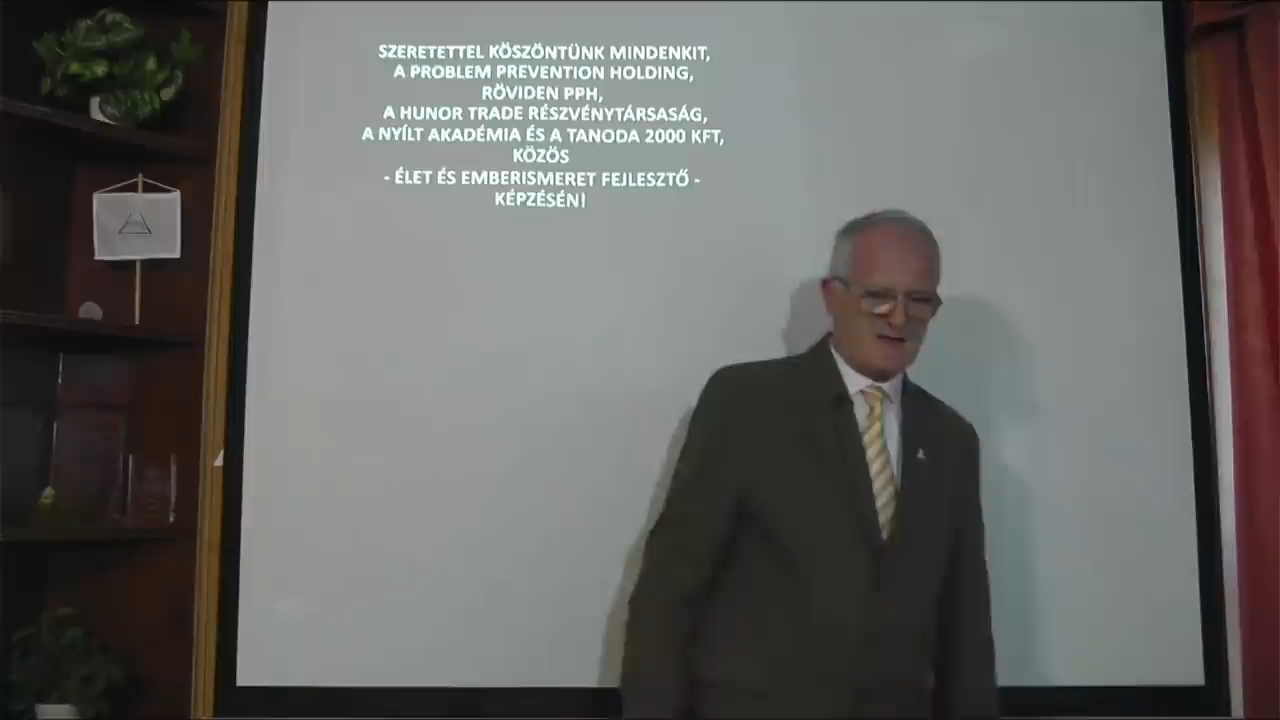 SZERETETTEL KÖSZÖNTÜNK MINDENKIT,
A PROBLEM PREVENTION HOLDING,
RÖVIDEN PPH,
A HUNOR TRADE RÉSZVÉNYTÁRSASÁG,
A NYÍLT AKADÉMIA ÉS A TANODA 2000 KFT,
KÖZÖS
- ÉLET ÉS EMBERISMERET FEJLESZTŐ -
KÉPZÉSÉN!